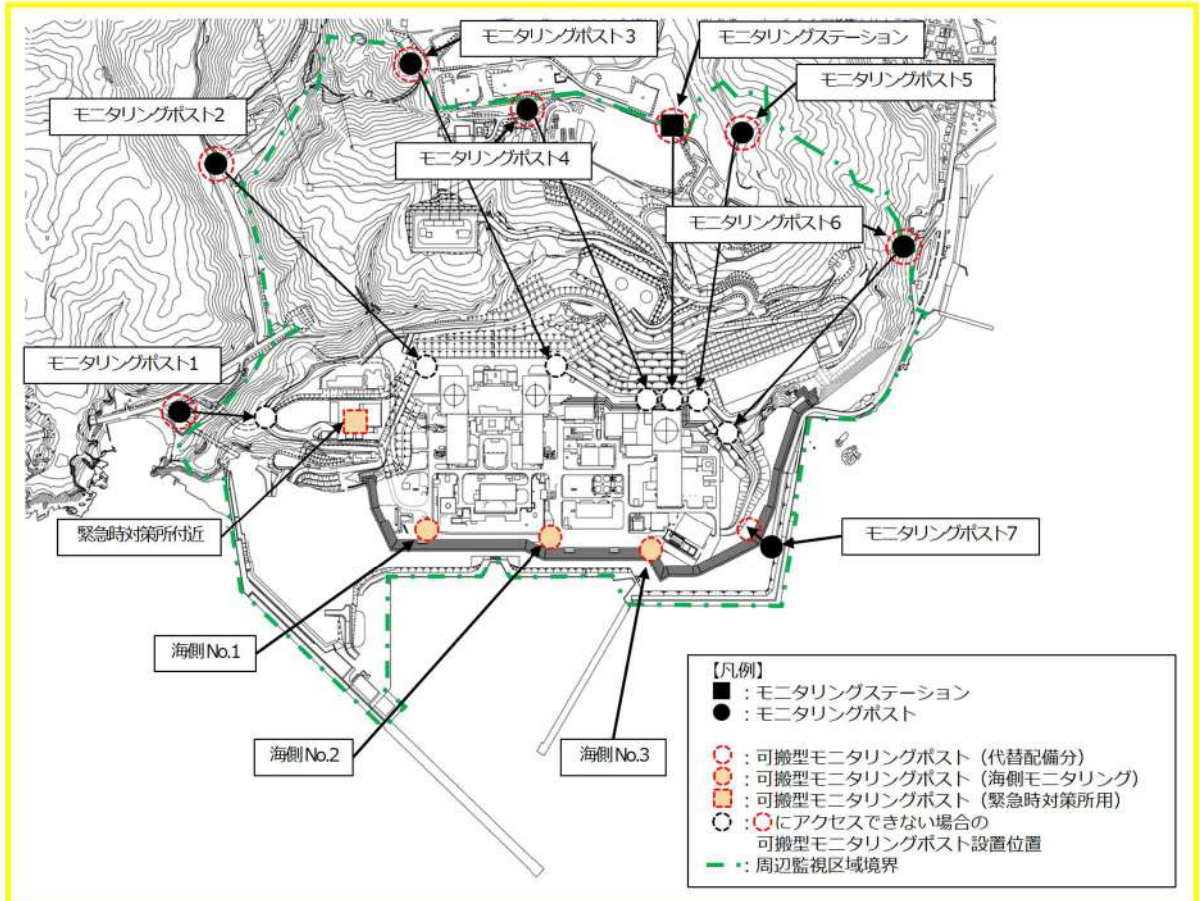 モニタリングポスト3
モニタリングステーション
モニタリングポスト5
モニタリングポスト2
モニタリングポスト4
モニタリングポスト6
モニタリングポスト1
緊急時対策所付近
モニタリングポスト7
海側No.1
海側No.2
海側No.3
【凡例】
:モニタリングステーション
:モニタリングポスト
:可搬型モニタリングポスト(代替配備分)
:可搬型モニタリングポスト(海側モニタリング)
:可搬型モニタリングポスト(緊急時対策所用)
:にアクセスできない場合の
可搬型モニタリングポスト設置位置
:周辺監視区域境界